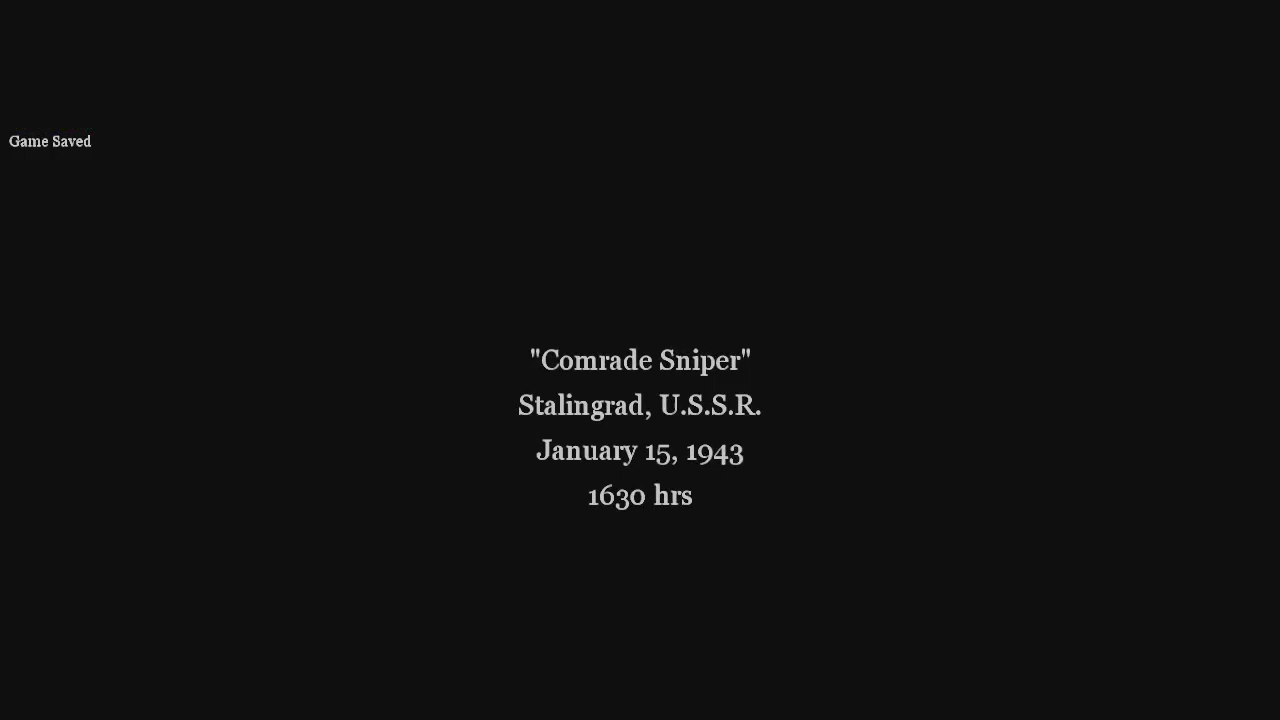 Game Saved
"Comrade Sniper"
Stalingrad, U.S.S.R.
January 15, 1943
1630 hrs